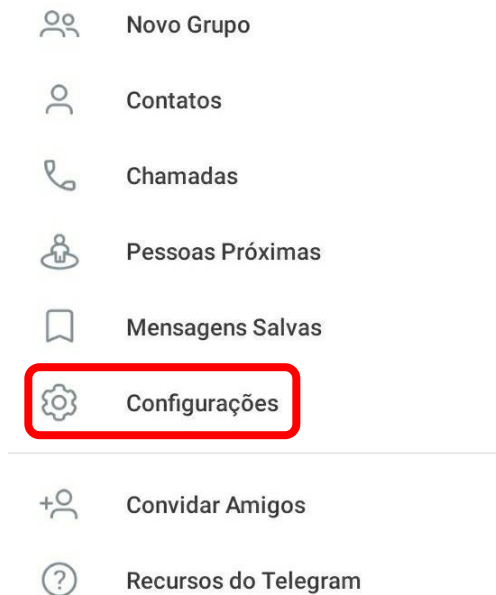 Novo Grupo
Contatos
Chamadas
Pessoas Próximas
Mensagens Salvas
Configurações
Convidar Amigos
Recursos do Telegram